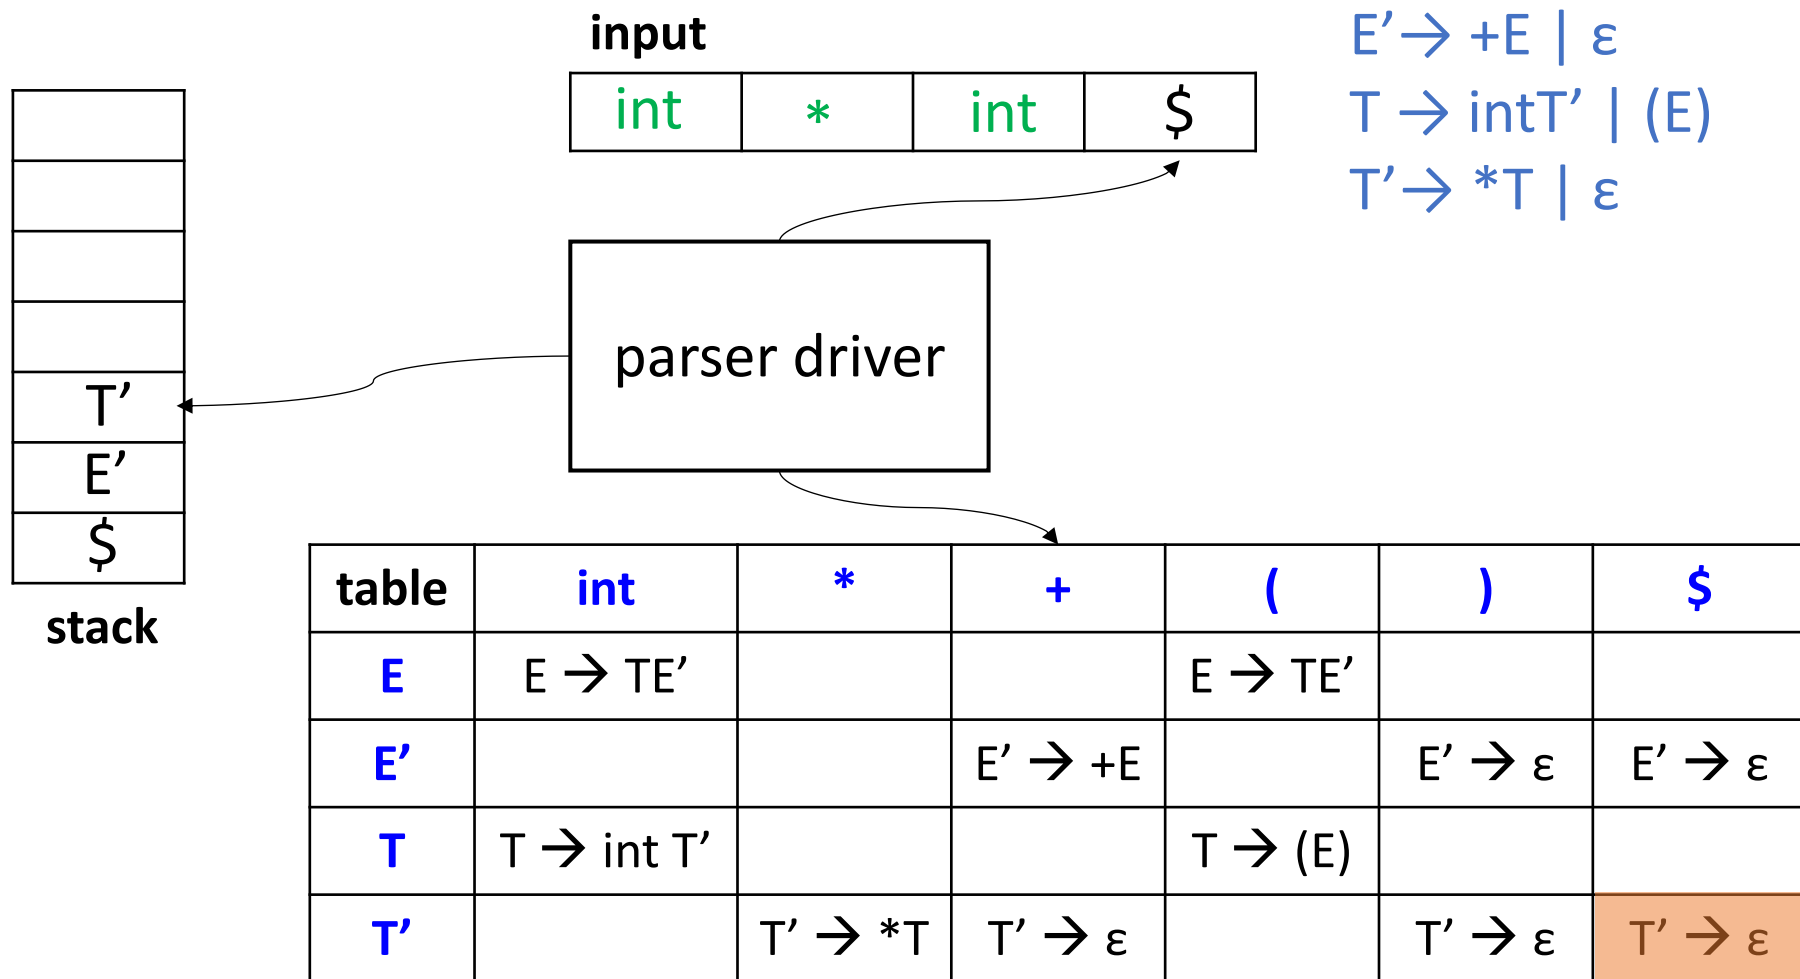 input
int * int $
E’→ +E | ε
T → intT’ | (E)
T’→ *T | ε
parser driver
T’
E’
$
stack
table int * + ( ) $
E E → TE’ E → TE’
E’ E’ → +E E’ → ε E’ → ε
T T → int T’ T → (E)
T’ T’ → *T T’ → ε T’ → ε T’ → ε